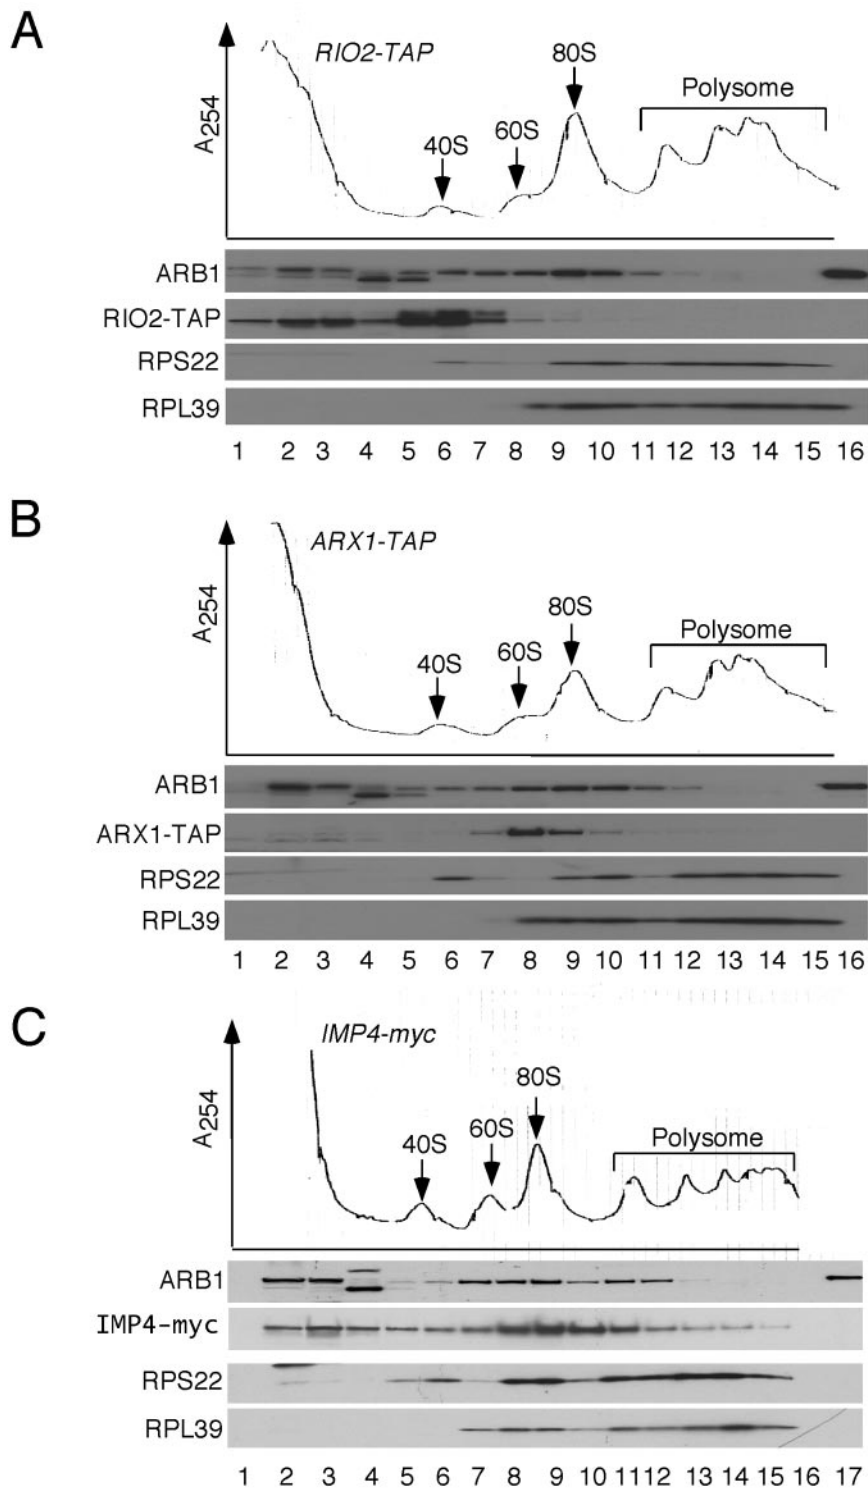 A
RIO2-TAP
80S
Polysome
60S
40S
A254
ARB1
RIO2-TAP
RPS22
RPL39
1 2 3 4 5 6 7 8 9 10 11 12 13 14 15 16
B
ARX1-TAP
80S
Polysome
60S
40S
A254
ARB1
ARX1-TAP
RPS22
RPL39
1 2 3 4 5 6 7 8 9 10 11 12 13 14 15 16
C
IMP4-myc
80S
60S
Polysome
40S
A254
ARB1
IMP4-myc
RPS22
RPL39
1 2 3 4 5 6 7 8 9 10 11 12 13 14 15 16 17